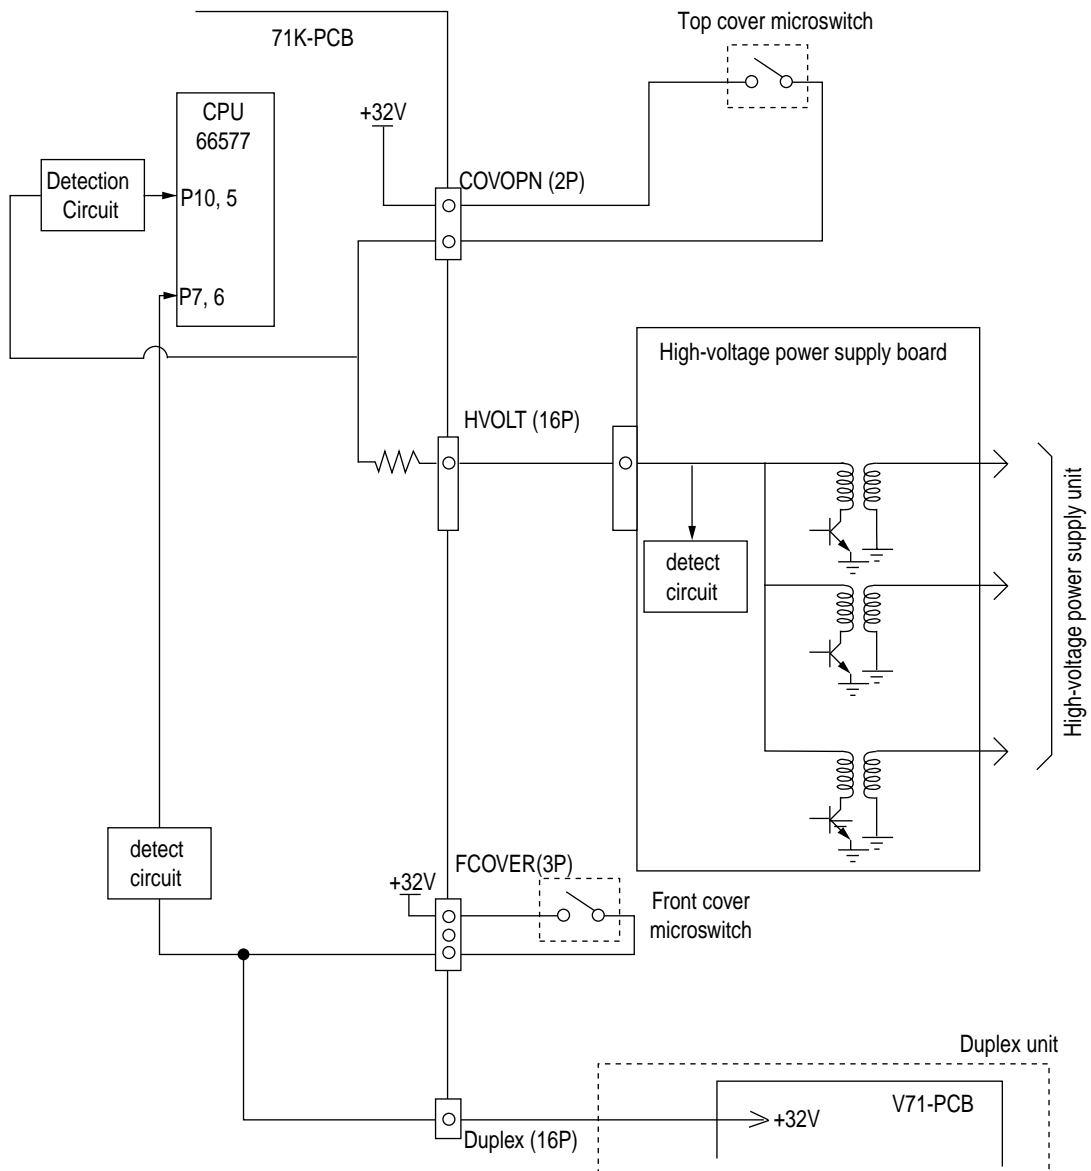 Top cover microswitch
71K-PCB
CPU
66577
+32V
Detection
Circuit
P10, 5
COVOPN (2P)
P7, 6
High-voltage power supply board
HVOLT (16P)
High-voltage power supply unit
detect
circuit
detect
circuit
FCOVER(3P)
+32V
Front cover
microswitch
Duplex unit
V71-PCB
+32V
Duplex (16P)